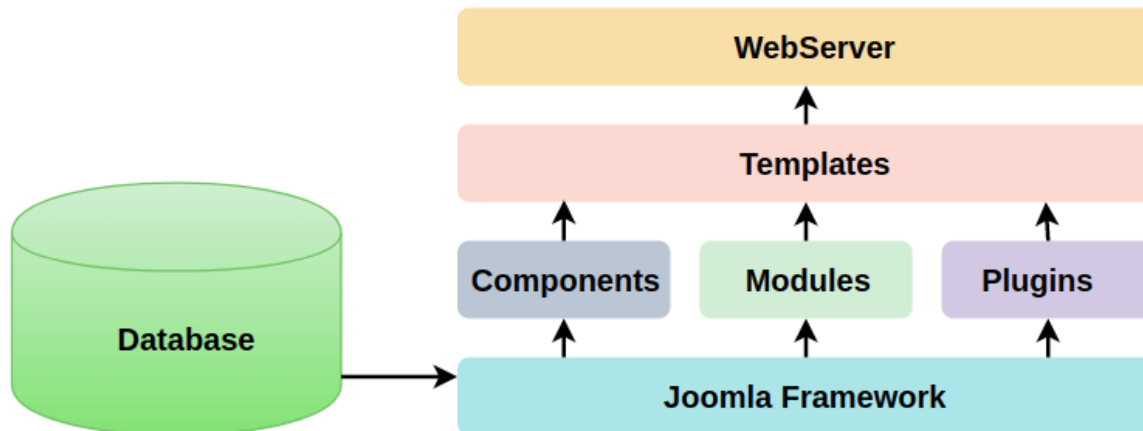 WebServer
Templates
Components
Modules
Plugins
Database
Joomla Framework